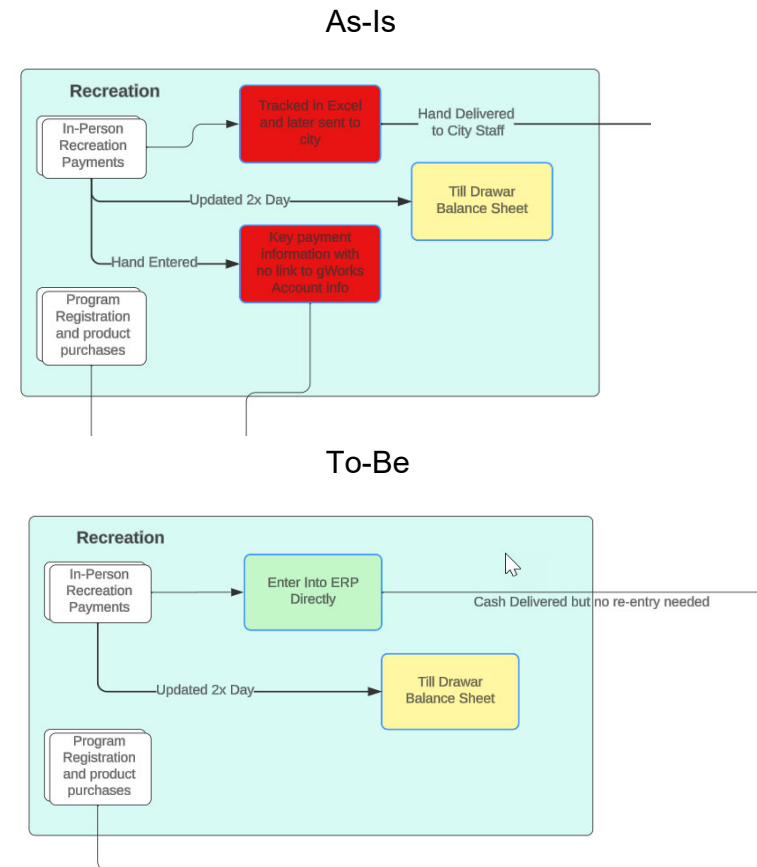 As-Is
Recreation
In-Person
Recreation
Payments
Tracked in Excel
and later sent to
city
Hand Delivered
to City Staff
Updated 2x Day
Till Drawar
Balance Sheet
Hand Entered
Key payment
information with
no link to gWorks
Account info
Program
Registration
and product
purchases
To-Be
Recreation
In-Person
Recreation
Payments
Enter Into ERP
Directly
Cash Delivered but no re-entry needed
Updated 2x Day
Till Drawar
Balance Sheet
Program
Registration
and product
purchases